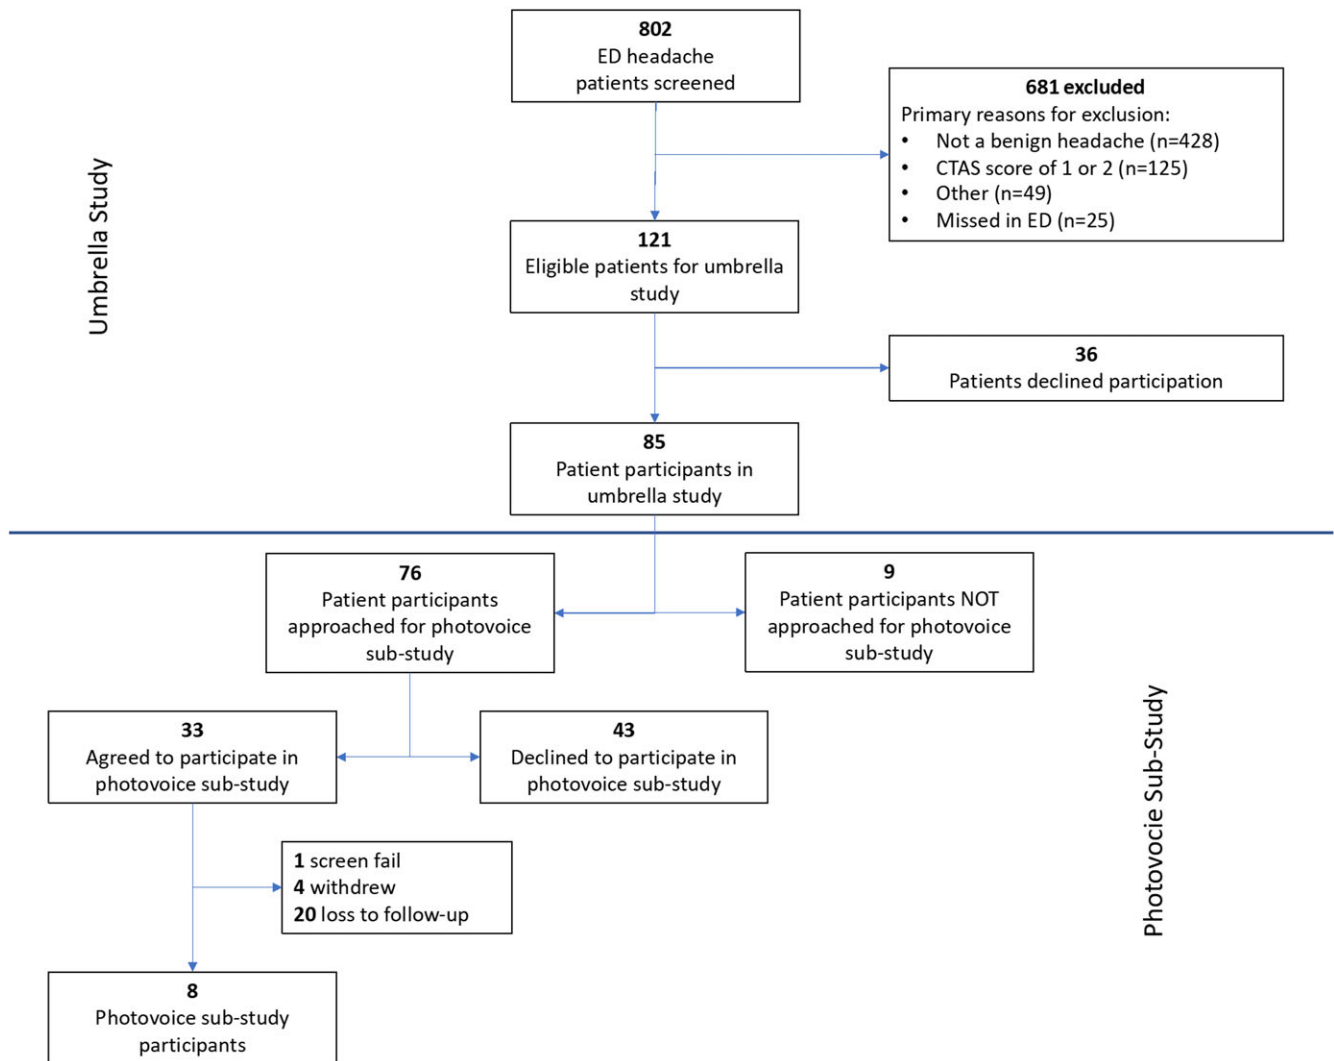 802
ED headache
patients screened
681 excluded
Primary reasons for exclusion:
• Not a benign headache (n=428)
• CTAS score of 1 or 2 (n=125)
• Other (n=49)
• Missed in ED (n=25)
Umbrella Study
121
Eligible patients for umbrella
study
36
Patients declined participation
85
Patient participants in
umbrella study
76
Patient participants
approached for photovoice
sub-study
9
Patient participants NOT
approached for photovoice
sub-study
33
Agreed to participate in
photovoice sub-study
43
Declined to participate in
photovoice sub-study
Photovocie Sub-Study
1 screen fail
4 withdrew
20 loss to follow-up
8
Photovoice sub-study
participants